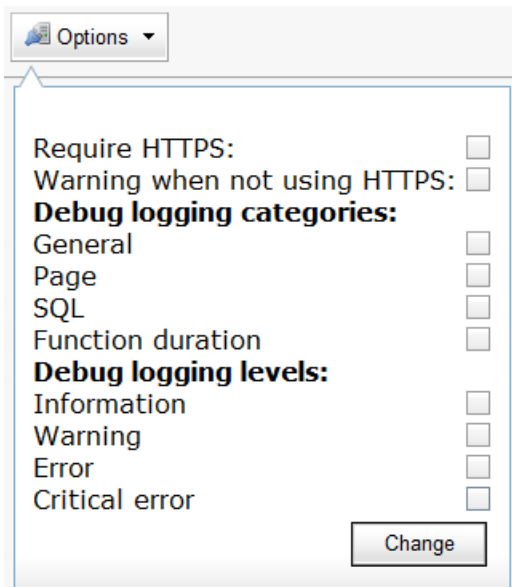 Options
Require HTTPS:
Warning when not using HTTPS:
Debug logging categories:
General
Page
SQL
Function duration
Debug logging levels:
Information
Warning
Error
Critical error
Change